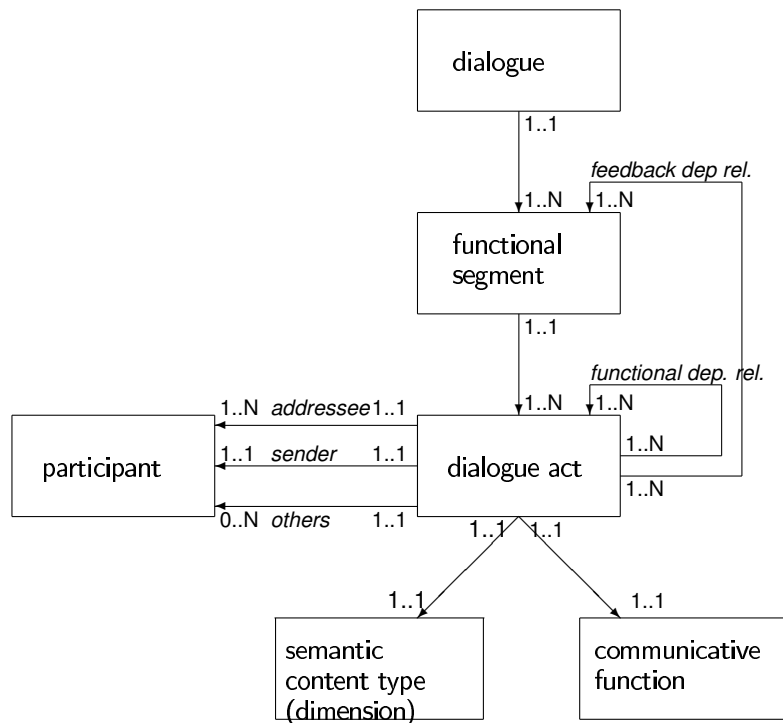 dialogue
1..1
feedback dep rel.
1..N 1..N
functional
segment
1..1
functional dep. rel.
1..N 1..N
1..N addressee 1..1
participant
1..1 sender 1..1
dialogue act
1..N
1..N
0..N others 1..1
1..1 1..1
1..1 1..1
semantic
content type
(dimension)
communicative
function